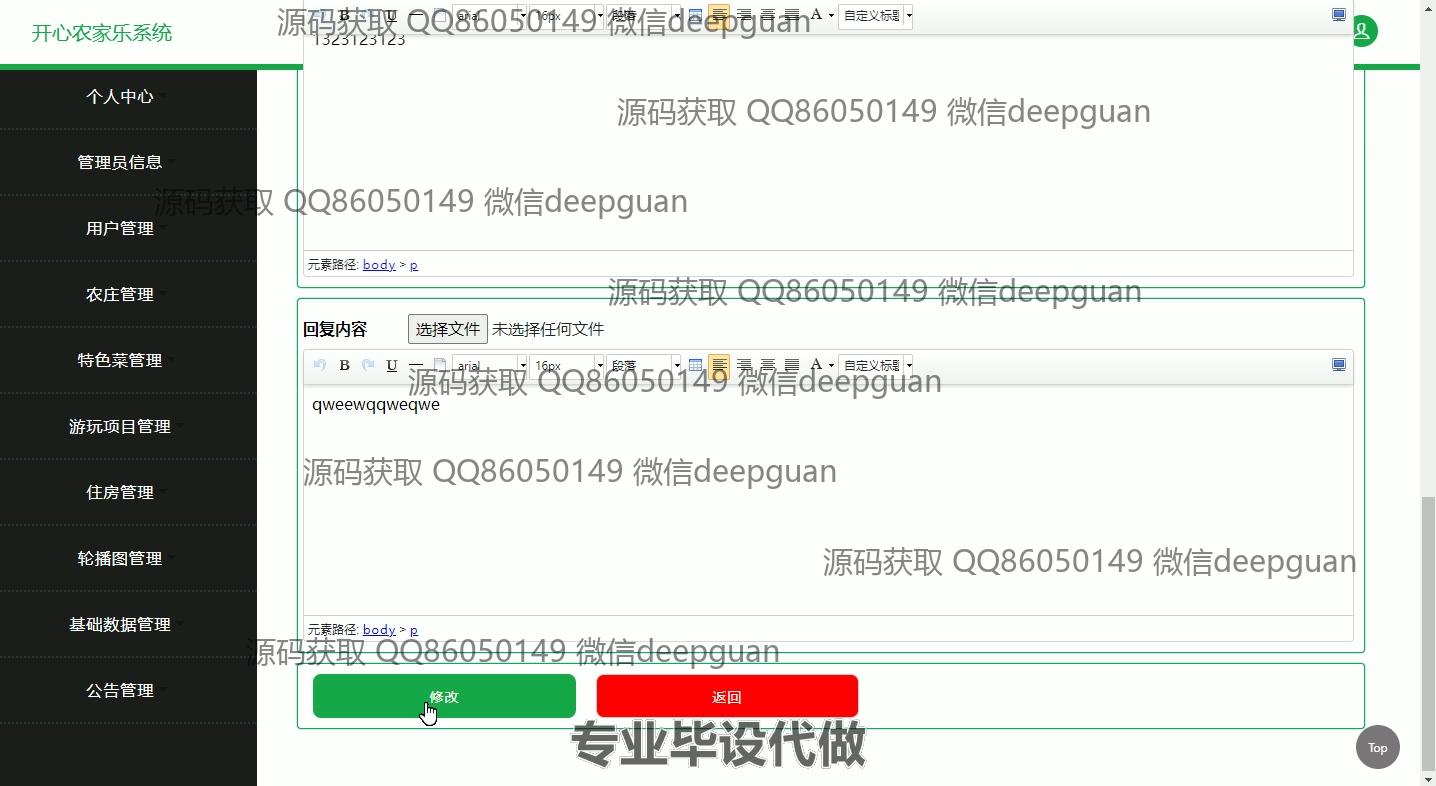 开心农家乐系统
源码获取 QQ86050149 微信deepguan
B U arial 16px 段落 A 自定义标题
1323123123
个人中心
源码获取 QQ86050149 微信deepguan
管理员信息
源码获取 QQ86050149 微信deepguan
用户管理
元素路径: body > p
农庄管理
源码获取 QQ86050149 微信deepguan
回复内容 选择文件 未选择任何文件
特色菜管理
B U arial 16px 段落 A 自定义标题
源码获取 QQ86050149 微信deepguan
qweewqqweqwe
游玩项目管理
源码获取 QQ86050149 微信deepguan
住房管理
轮播图管理
源码获取 QQ86050149 微信deepguan
基础数据管理
元素路径: body > p
源码获取 QQ86050149 微信deepguan
公告管理
修改 返回
专业毕设代做
Top